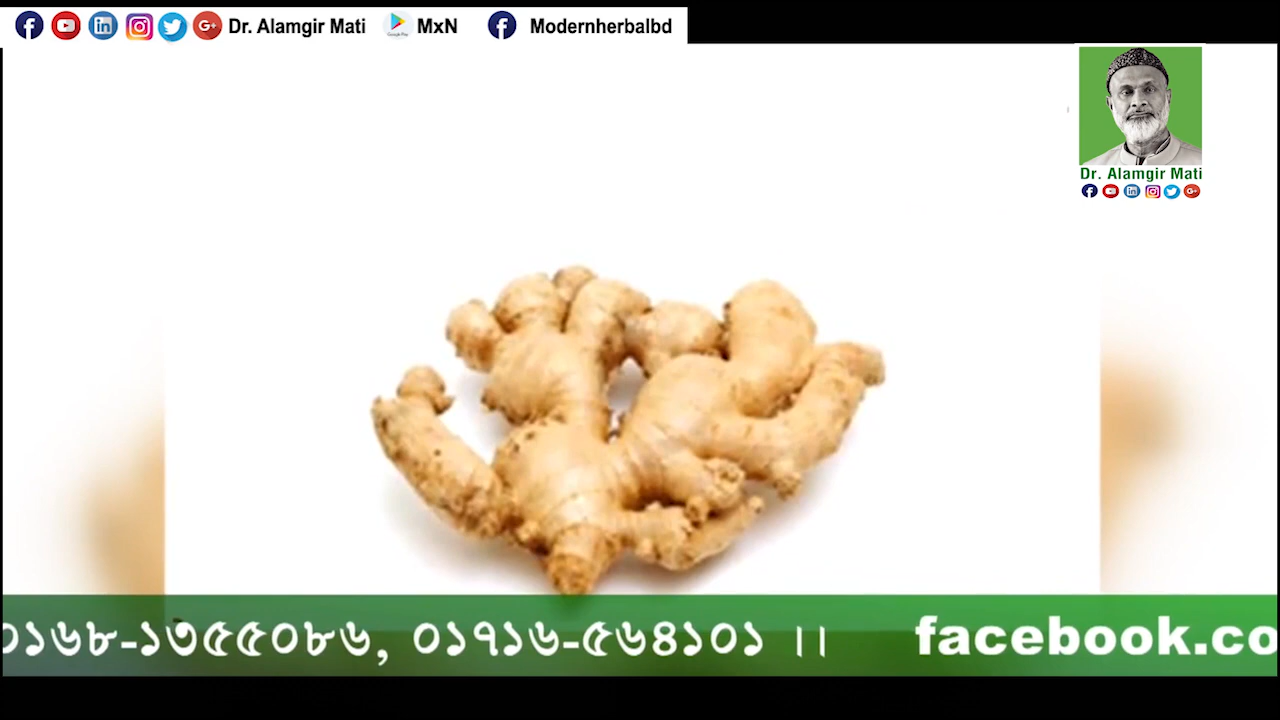 Dr. Alamgir Mati MxN Modernherbalbd
Dr. Alamgir Mati
০১৬৮-১৩৫৫০৮৬, ০১৭১৬-৫৬৪১০১ ।। facebook.co